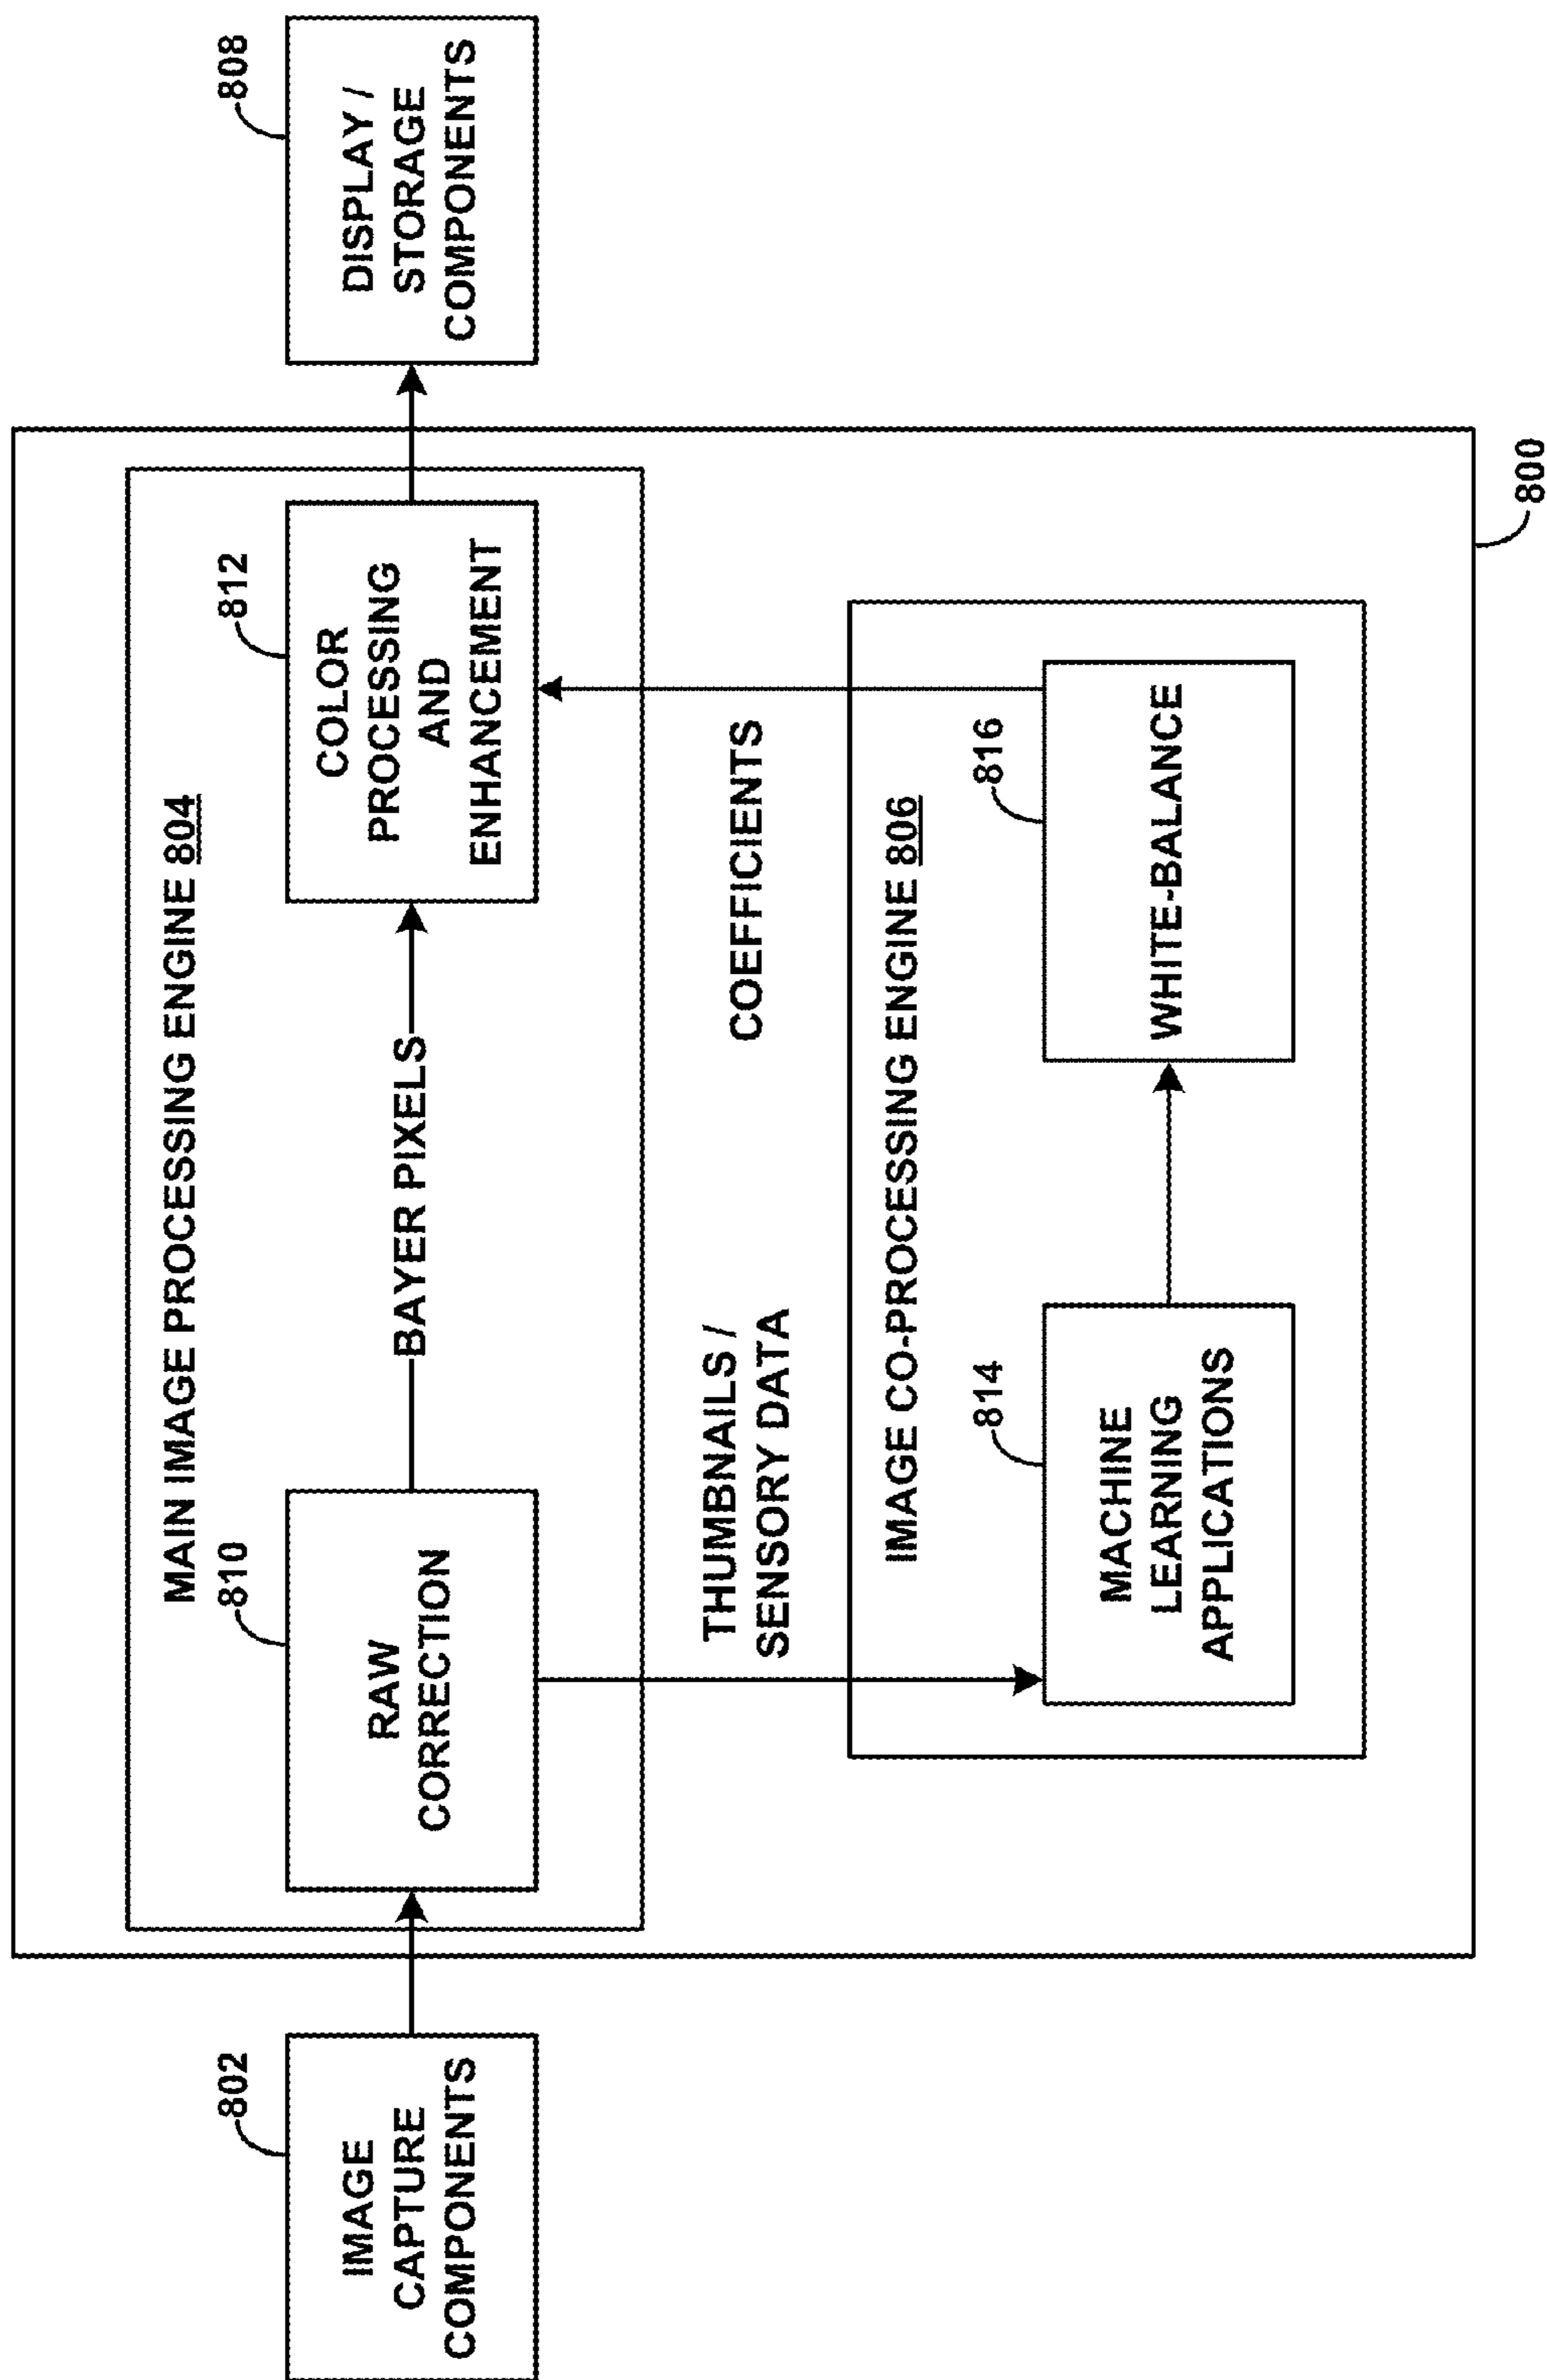 MAIN IMAGE PROCESSING ENGINE 804
802
IMAGE
CAPTURE
COMPONENTS
810
RAW
CORRECTION
BAYER PIXELS
812
COLOR
PROCESSING
AND
ENHANCEMENT
808
DISPLAY /
STORAGE
COMPONENTS
THUMBNAILS /
SENSORY DATA
COEFFICIENTS
IMAGE CO-PROCESSING ENGINE 806
814
MACHINE
LEARNING
APPLICATIONS
816
WHITE-BALANCE
800